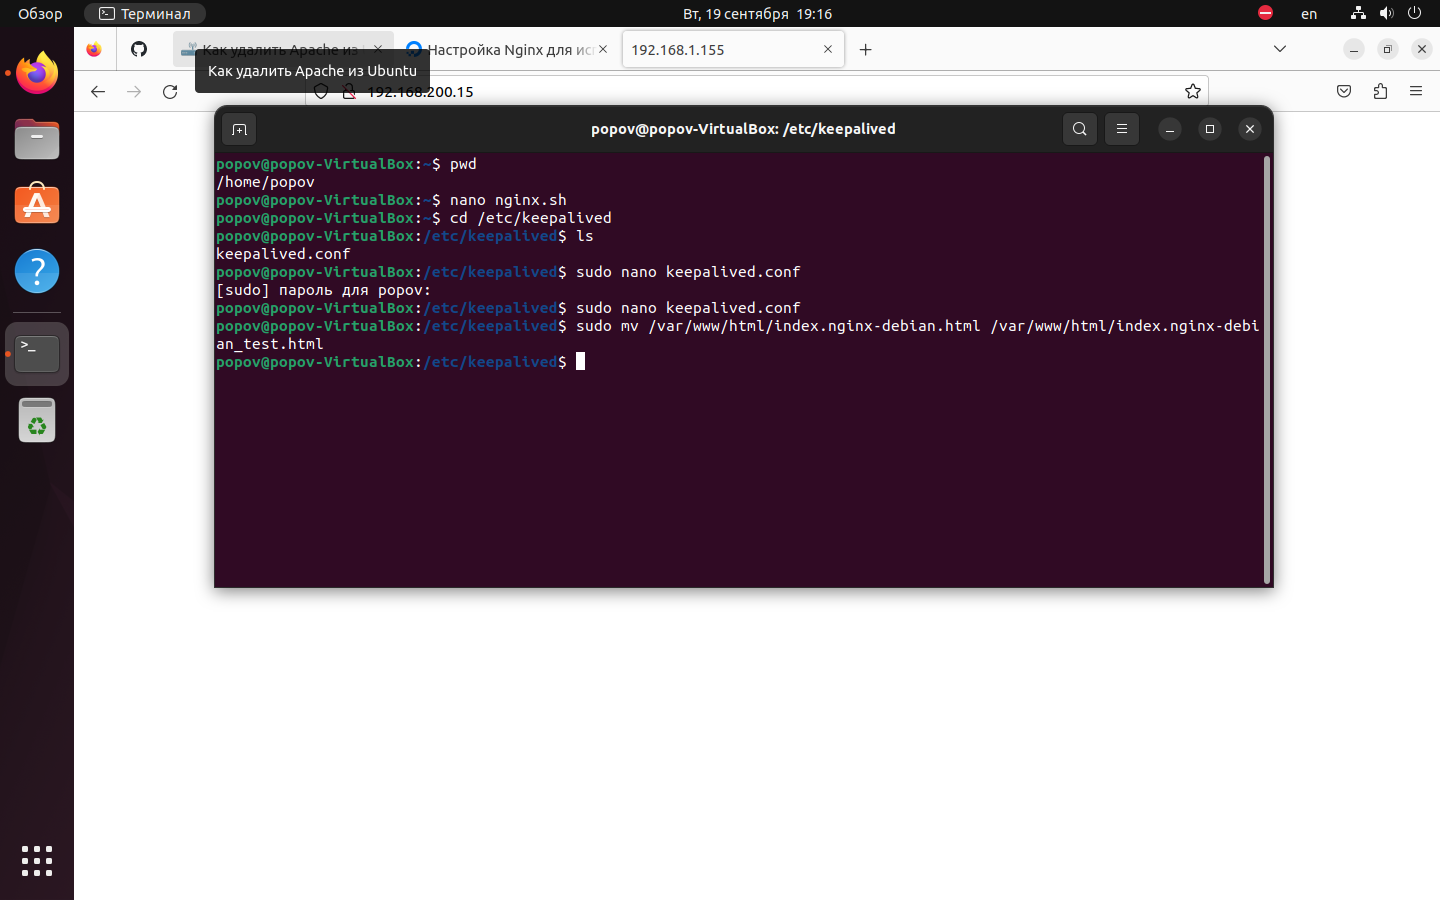 Обзор
Терминал
Вт, 19 сентября 19:16
en
Как удалить Apache из
Настройка Nginx для ис
192.168.1.155
Как удалить Apache из Ubuntu
192.168.200.15
popov@popov-VirtualBox: /etc/keepalived
popov@popov-VirtualBox:~$ pwd
/home/popov
popov@popov-VirtualBox:~$ nano nginx.sh
popov@popov-VirtualBox:~$ cd /etc/keepalived
popov@popov-VirtualBox:/etc/keepalived$ ls
keepalived.conf
popov@popov-VirtualBox:/etc/keepalived$ sudo nano keepalived.conf
[sudo] пароль для popov:
popov@popov-VirtualBox:/etc/keepalived$ sudo nano keepalived.conf
popov@popov-VirtualBox:/etc/keepalived$ sudo mv /var/www/html/index.nginx-debian.html /var/www/html/index.nginx-debi
an_test.html
popov@popov-VirtualBox:/etc/keepalived$